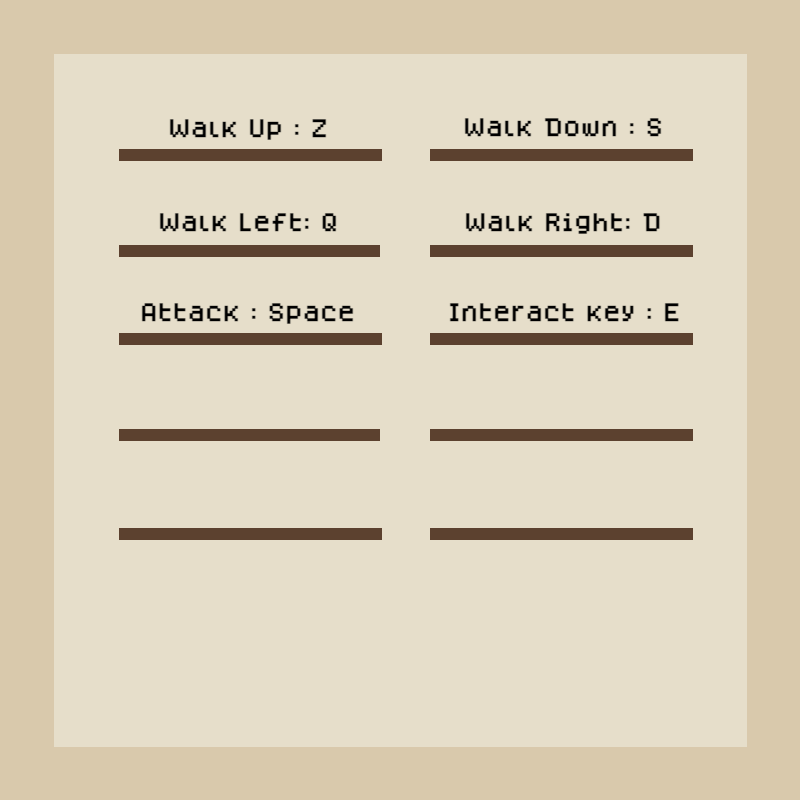 Walk Up : Z
Walk Down : S
Walk Left: Q
Walk Right: D
Attack : Space
Interact key : E